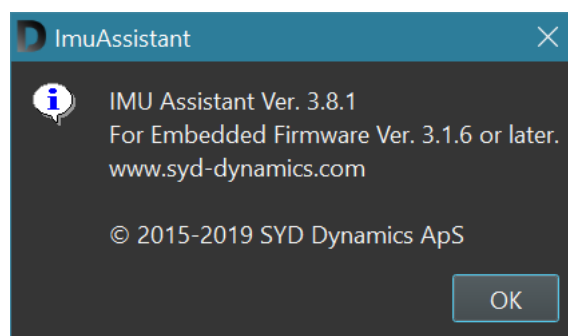 D ImuAssistant
i
IMU Assistant Ver. 3.8.1
For Embedded Firmware Ver. 3.1.6 or later.
www.syd-dynamics.com
© 2015-2019 SYD Dynamics ApS
OK